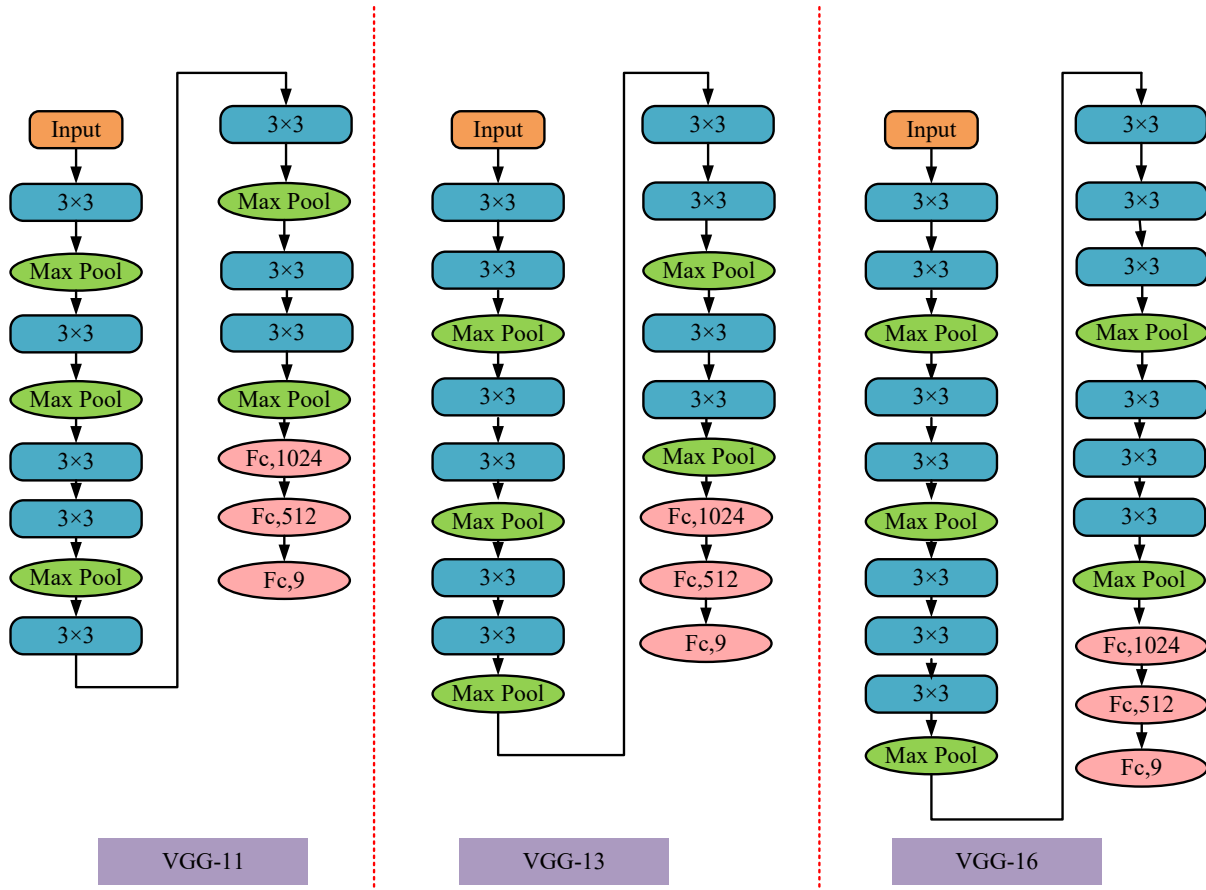 Input
3×3
Max Pool
3×3
Max Pool
3×3
3×3
Max Pool
3×3
3×3
Max Pool
3×3
3×3
Max Pool
Fc,1024
Fc,512
Fc,9
VGG-11
Input
3×3
3×3
Max Pool
3×3
3×3
Max Pool
3×3
3×3
Max Pool
3×3
3×3
Max Pool
3×3
3×3
Max Pool
Fc,1024
Fc,512
Fc,9
VGG-13
Input
3×3
3×3
Max Pool
3×3
3×3
Max Pool
3×3
3×3
3×3
Max Pool
3×3
3×3
3×3
Max Pool
3×3
3×3
3×3
Max Pool
Fc,1024
Fc,512
Fc,9
VGG-16